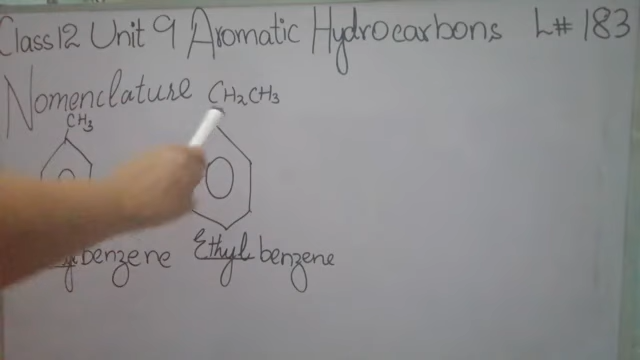 Class 12 Unit 9 Aromatic Hydrocarbons L# 183
Nomenclature
CH3 CH2CH3
benzene Ethyl benzene